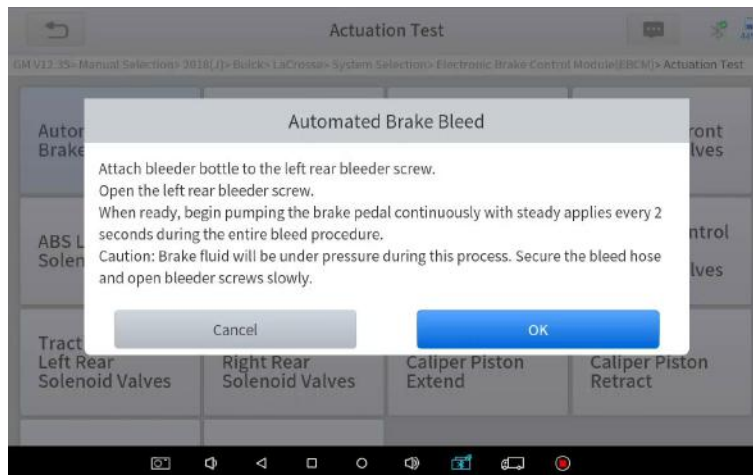 Actuation Test
GM V12.35> Manual Selection> 2018(J)> Buick> LaCrosse> System Selection> Electronic Brake Control Module(EBCM)> Actuation Test
Automated Brake Bleed
Attach bleeder bottle to the left rear bleeder screw.
Open the left rear bleeder screw.
When ready, begin pumping the brake pedal continuously with steady applies every 2
seconds during the entire bleed procedure.
Caution: Brake fluid will be under pressure during this process. Secure the bleed hose
and open bleeder screws slowly.
Cancel
OK
Autor
Brake
ront
lves
ABS L
Solen
ntrol
lves
Tract
Left Rear
Solenoid Valves
Right Rear
Solenoid Valves
Caliper Piston
Extend
Caliper Piston
Retract